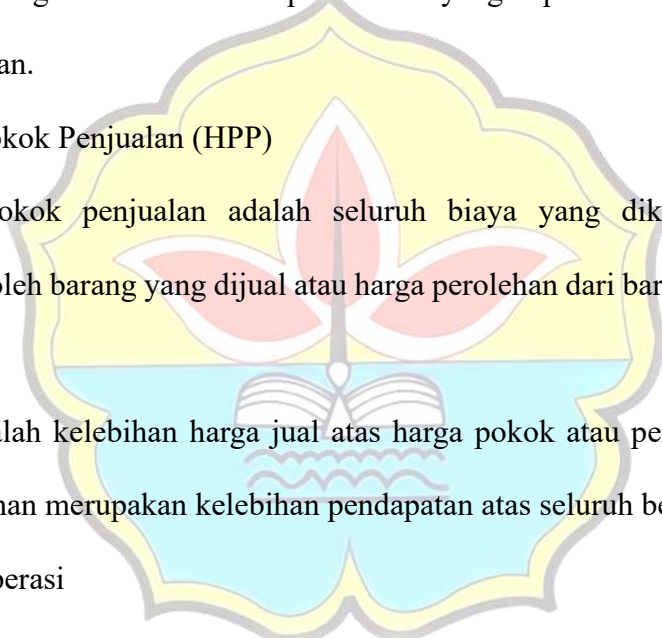 an.
okok Penjualan (HPP)
okok penjualan adalah seluruh biaya yang dik
oleh barang yang dijual atau harga perolehan dari bar
alah kelebihan harga jual atas harga pokok atau pe
nan merupakan kelebihan pendapatan atas seluruh be
perasi